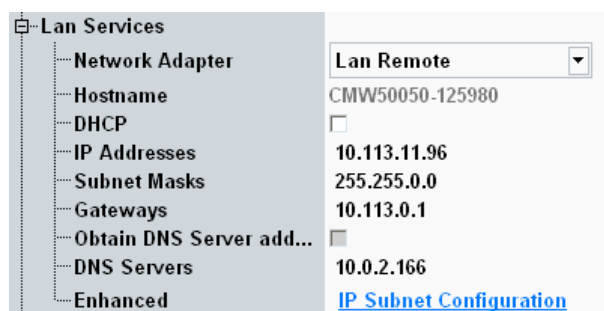 Lan Services
Network Adapter Lan Remote
Hostname CMW50050-125980
DHCP
IP Addresses 10.113.11.96
Subnet Masks 255.255.0.0
Gateways 10.113.0.1
Obtain DNS Server add...
DNS Servers 10.0.2.166
Enhanced IP Subnet Configuration